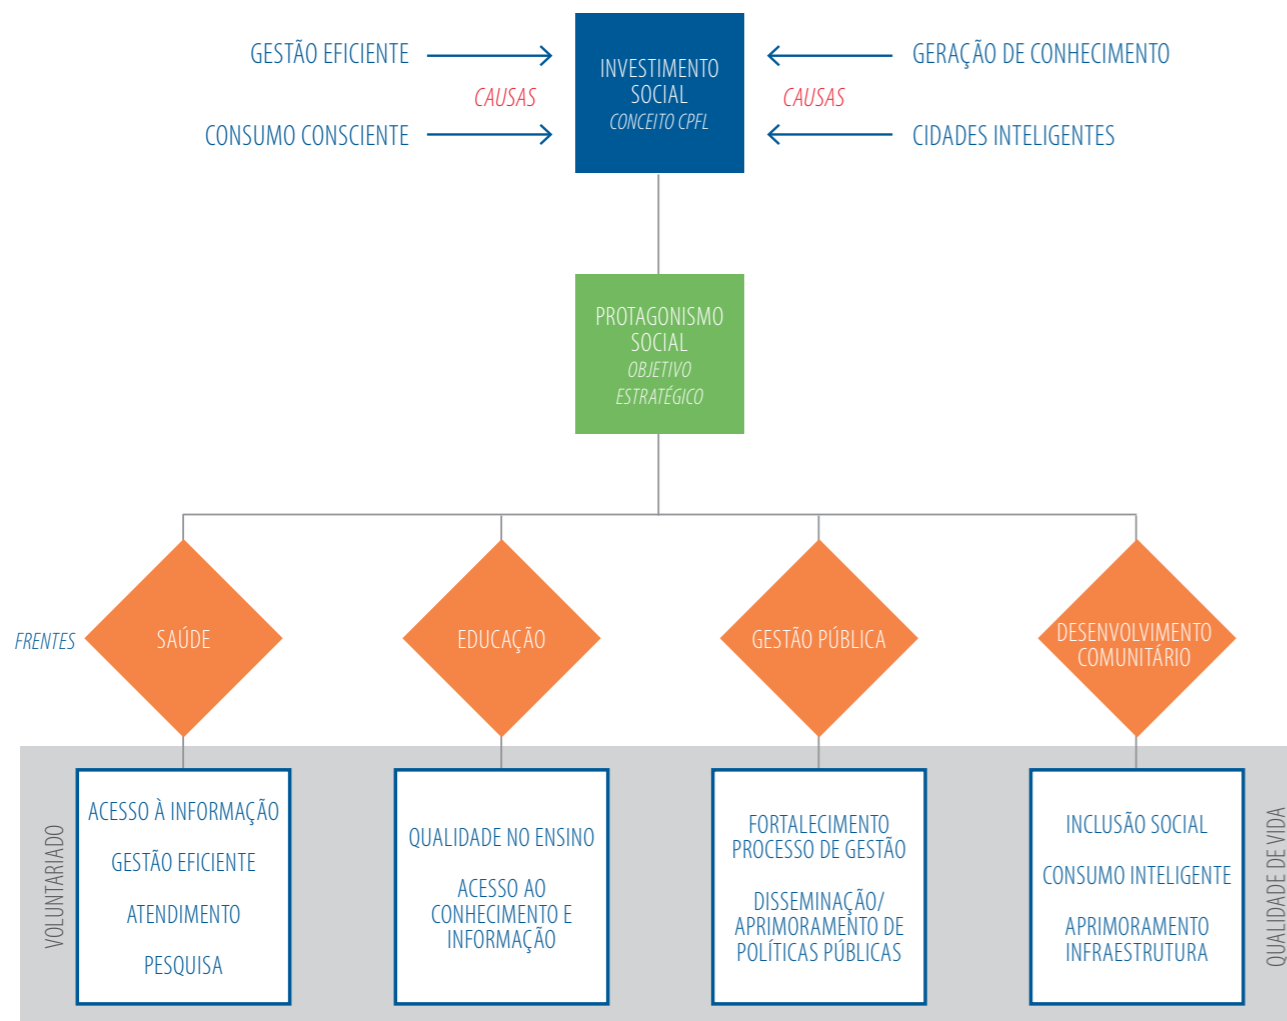 GESTÃO EFICIENTE
CAUSAS
CONSUMO CONSCIENTE
INVESTIMENTO
SOCIAL
CONCEITO CPFL
GERAÇÃO DE CONHECIMENTO
CAUSAS
CIDADES INTELIGENTES
PROTAGONISMO
SOCIAL
OBJETIVO
ESTRATÉGICO
FRENTES
SAÚDE
EDUCAÇÃO
GESTÃO PÚBLICA
DESENVOLVIMENTO
COMUNITÁRIO
VOLUNTARIADO
ACESSO À INFORMAÇÃO
GESTÃO EFICIENTE
ATENDIMENTO
PESQUISA
QUALIDADE NO ENSINO
ACESSO AO
CONHECIMENTO E
INFORMAÇÃO
FORTALECIMENTO
PROCESSO DE GESTÃO
DISSEMINAÇÃO/
APRIMORAMENTO DE
POLÍTICAS PÚBLICAS
INCLUSÃO SOCIAL
CONSUMO INTELIGENTE
APRIMORAMENTO
INFRAESTRUTURA
QUALIDADE DE VIDA